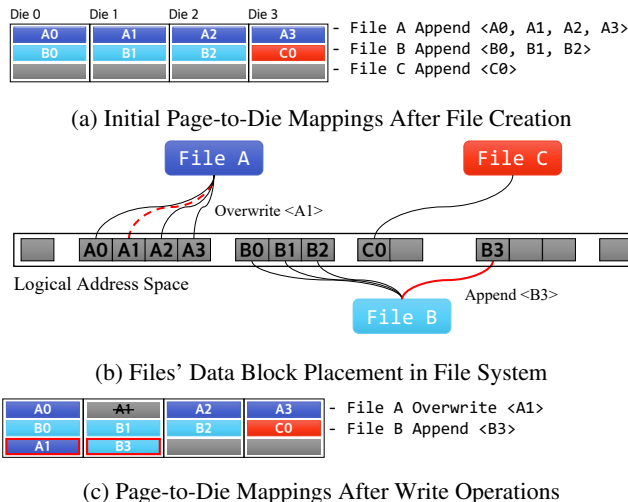 Die 0 Die 1 Die 2 Die 3
A0 A1 A2 A3 - File A Append <A0, A1, A2, A3>
B0 B1 B2 C0 - File B Append <B0, B1, B2>
- File C Append <C0>
(a) Initial Page-to-Die Mappings After File Creation
File A File C
Overwrite <A1>
A0 A1 A2 A3 B0 B1 B2 C0 B3
Logical Address Space
Append <B3>
File B
(b) Files' Data Block Placement in File System
A0 A1 A2 A3 - File A Overwrite <A1>
B0 B1 B2 C0 - File B Append <B3>
A1 B3
(c) Page-to-Die Mappings After Write Operations